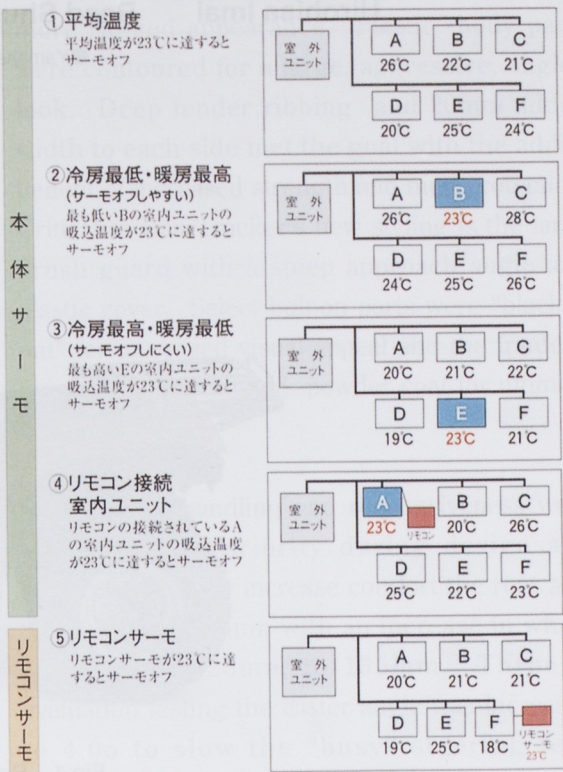 本体サーモ
①平均温度
平均温度が23℃に達すると
サーモオフ
室 外
ユニット
A B C
26℃ 22℃ 21℃
D E F
20℃ 25℃ 24℃
②冷房最低・暖房最高
(サーモオフしやすい)
最も低いBの室内ユニットの
吸込温度が23℃に達すると
サーモオフ
室 外
ユニット
A B C
26℃ 23℃ 28℃
D E F
24℃ 25℃ 26℃
③冷房最高・暖房最低
(サーモオフしにくい)
最も高いEの室内ユニットの
吸込温度が23℃に達すると
サーモオフ
室 外
ユニット
A B C
20℃ 21℃ 22℃
D E F
19℃ 23℃ 21℃
④リモコン接続
室内ユニット
リモコンの接続されているA
の室内ユニットの吸込温度
が23℃に達するとサーモオフ
室 外
ユニット
A B C
23℃ リモコン 20℃ 26℃
D E F
25℃ 22℃ 23℃
リモコンサーモ
⑤リモコンサーモ
リモコンサーモが23℃に達
するとサーモオフ
室 外
ユニット
A B C
20℃ 21℃ 21℃
D E F
19℃ 25℃ 18℃
リモコン
サーモ
23℃